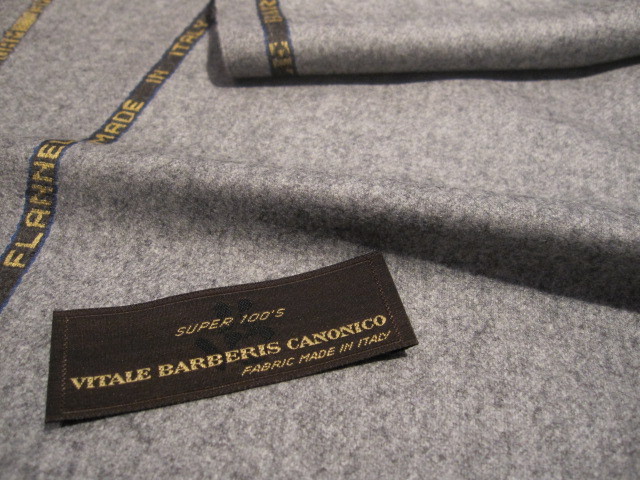 FLANNEL MADE IN ITALY
SUPER 100'S
VITALE BARBERIS CANONICO
FABRIC MADE IN ITALY